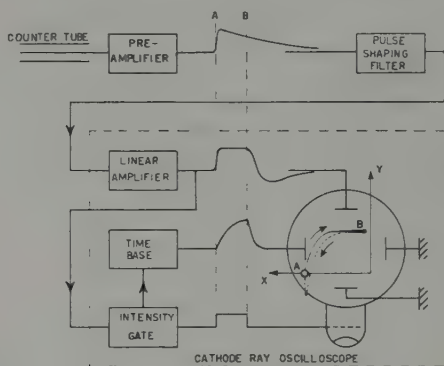 A B
COUNTER TUBE
PRE-
AMPLIFIER
PULSE
SHAPING
FILTER
LINEAR
AMPLIFIER
Y
B
TIME
BASE
A
X
INTENSITY
GATE
CATHODE RAY OSCILLOSCOPE